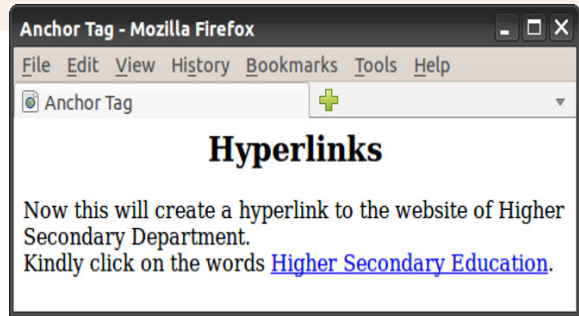 Anchor Tag - Mozilla Firefox
File Edit View History Bookmarks Tools Help
Anchor Tag
Hyperlinks
Now this will create a hyperlink to the website of Higher
Secondary Department.
Kindly click on the words Higher Secondary Education.